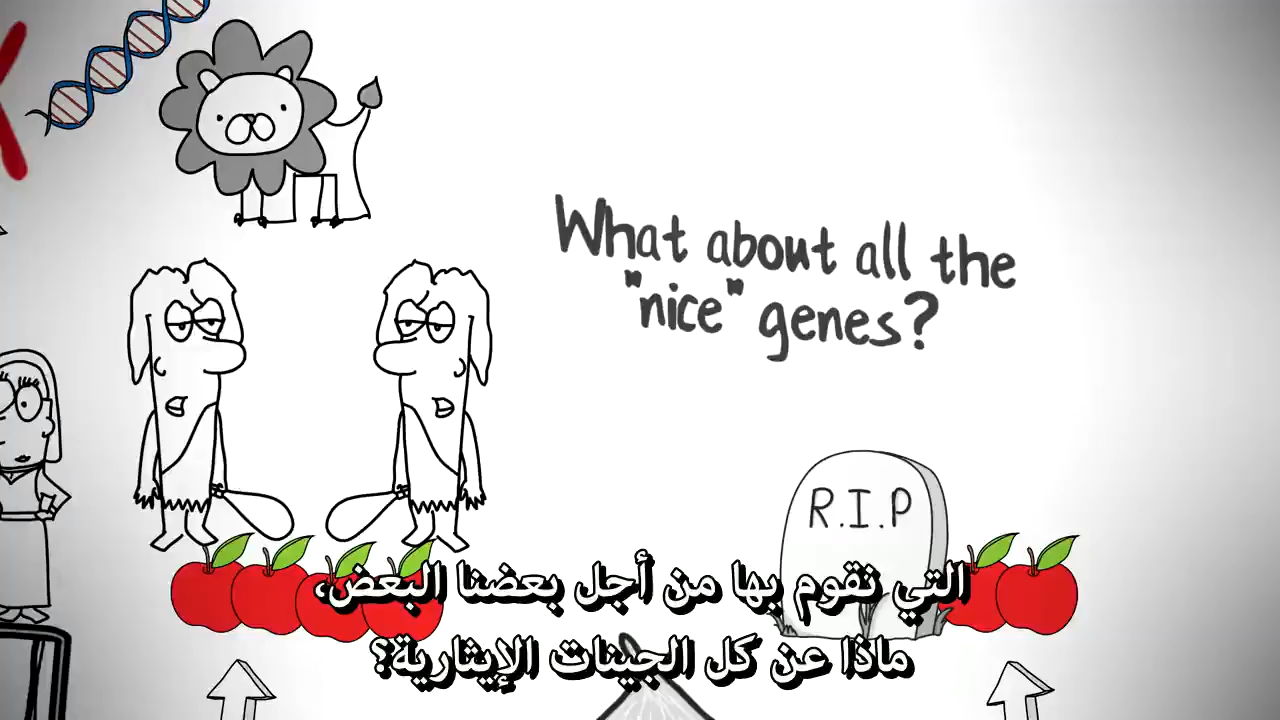 What about all the
"nice" genes?
R.I.P
التي نقوم بها من أجل بعضنا البعض،
ماذا عن كل الجينات الإيثارية؟